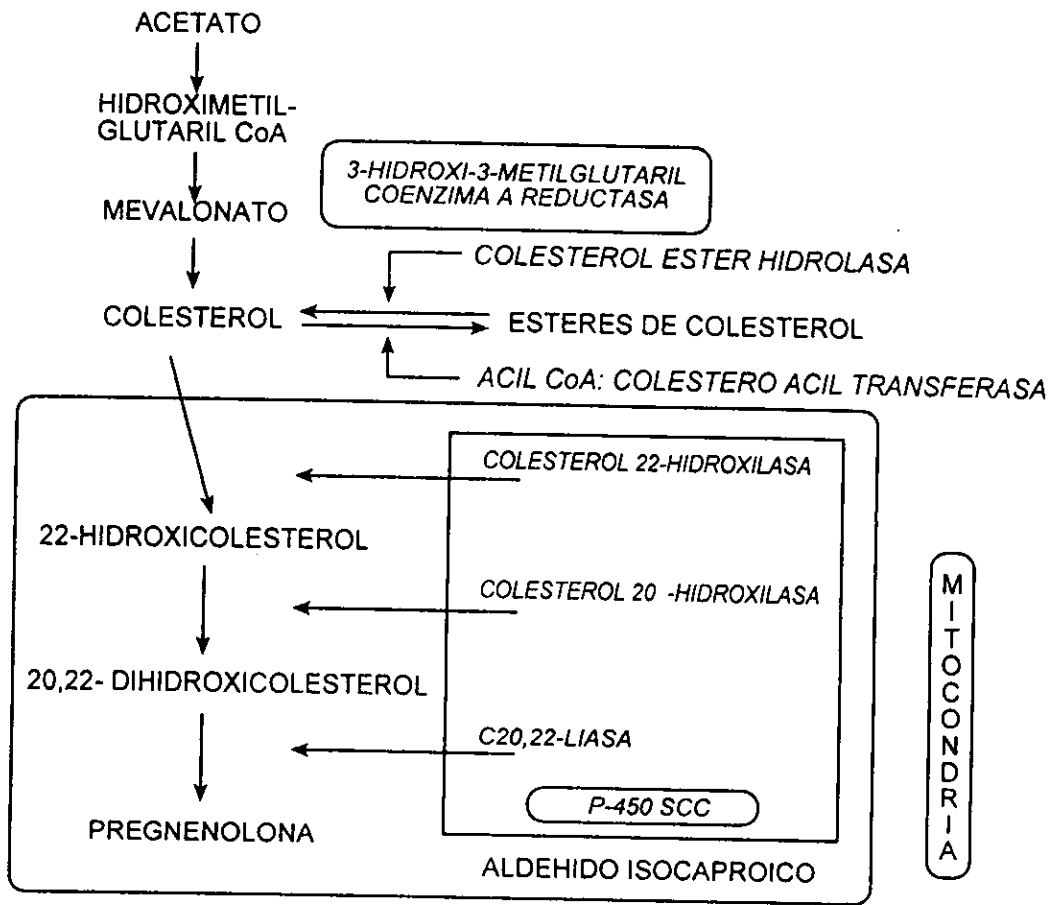 ACETATO
HIDROXIMETIL-
GLUTARIL CoA
3-HIDROXI-3-METILGLUTARIL
COENZIMA A REDUCTASA
MEVALONATO
COLESTEROL ESTER HIDROLASA
COLESTEROL
ESTERES DE COLESTEROL
ACIL CoA: COLESTERO ACIL TRANSFERASA
COLESTEROL 22-HIDROXILASA
22-HIDROXICOLESTEROL
COLESTEROL 20 -HIDROXILASA
20,22- DIHIDROXICOLESTEROL
C20,22-LIASA
P-450 SCC
PREGNENOLONA
ALDEHIDO ISOCAPROICO
MITOCONDRIA